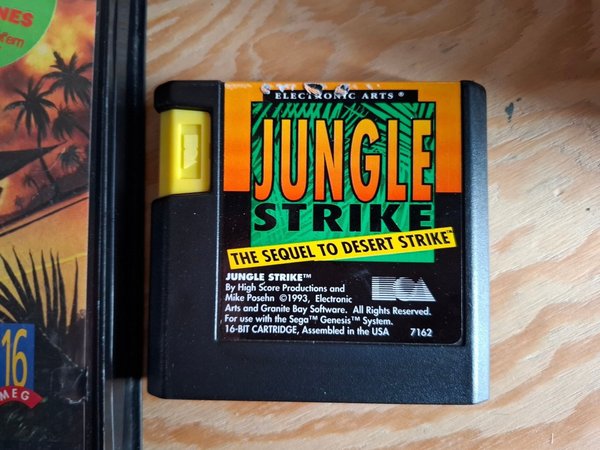 NES
16
MEG
ELECTRONIC ARTS ®
JUNGLE
STRIKE
THE SEQUEL TO DESERT STRIKE™
JUNGLE STRIKE™
By High Score Productions and
Mike Posehn ©1993, Electronic
Arts and Granite Bay Software. All Rights Reserved.
For use with the Sega™ Genesis™ System.
16-BIT CARTRIDGE, Assembled in the USA 7162
EGA